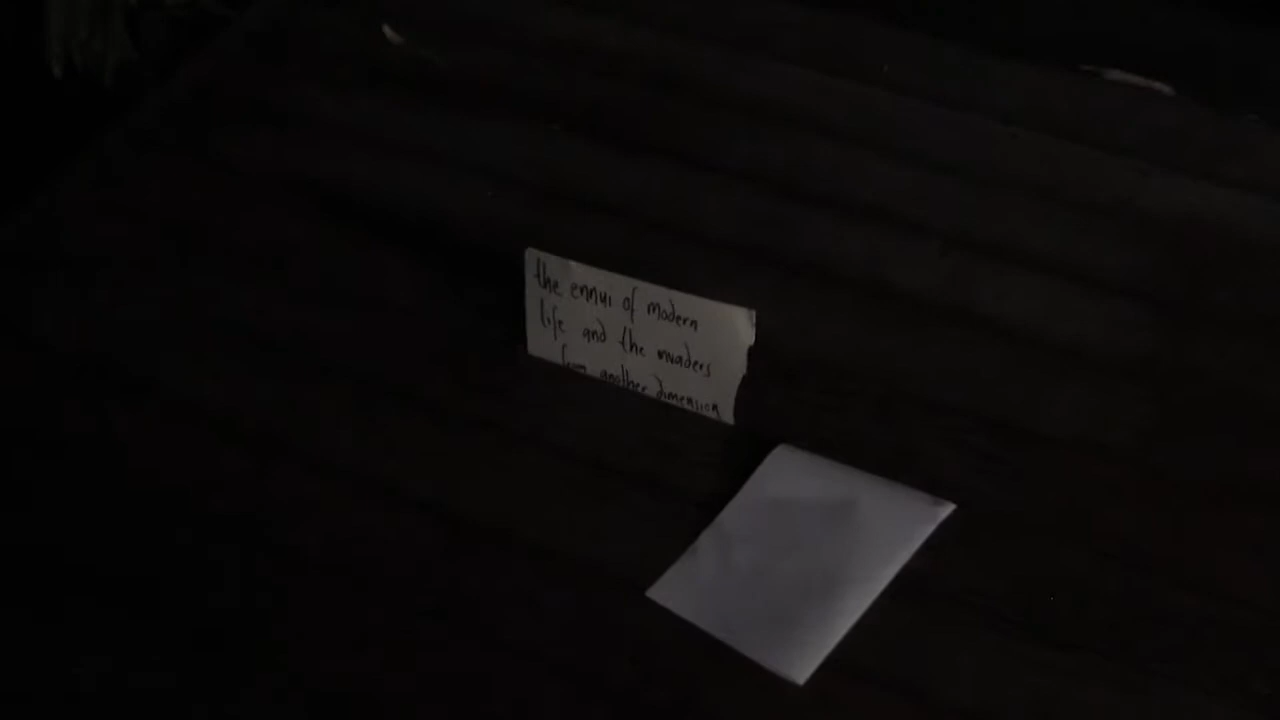 the ennui of modern
life and the invaders
from another dimension